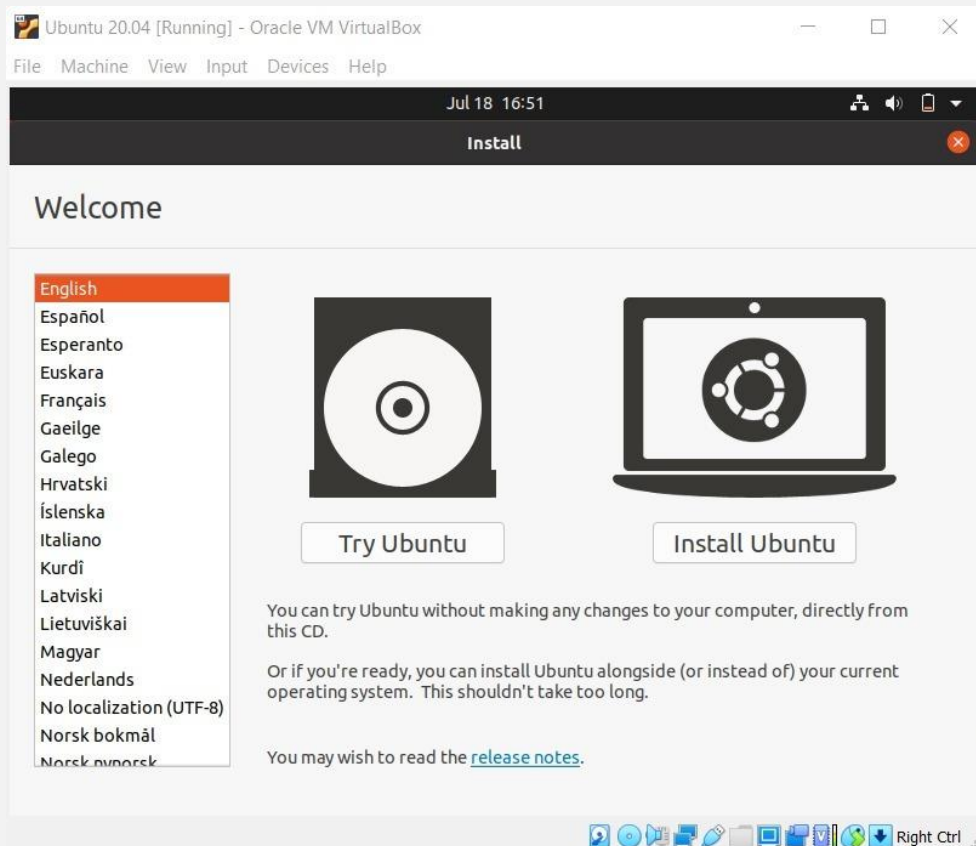 Ubuntu 20.04 [Running] - Oracle VM VirtualBox
File Machine View Input Devices Help
Jul 18 16:51
Install
Welcome
English
Español
Esperanto
Euskara
Français
Gaeilge
Galego
Hrvatski
Íslenska
Italiano
Kurdî
Latviski
Lietuviškai
Magyar
Nederlands
No localization (UTF-8)
Norsk bokmål
Norsk nynorsk
Try Ubuntu
Install Ubuntu
You can try Ubuntu without making any changes to your computer, directly from
this CD.
Or if you're ready, you can install Ubuntu alongside (or instead of) your current
operating system. This shouldn't take too long.
You may wish to read the release notes.
Right Ctrl